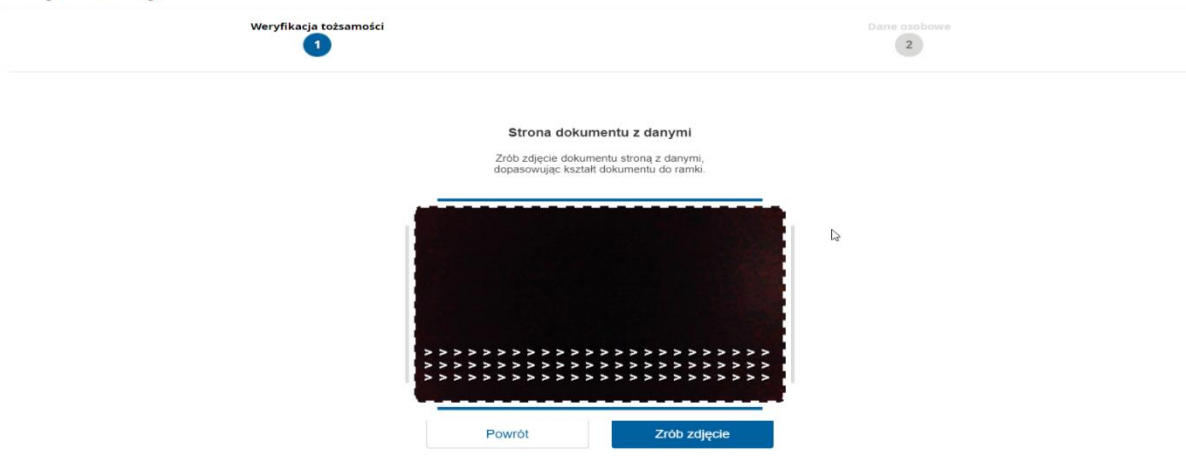 Weryfikacja tożsamości
1
Dane osobowe
2
Strona dokumentu z danymi
Zrób zdjęcie dokumentu stroną z danymi,
dopasowując kształt dokumentu do ramki.
> > > > > > > > > > > > > > > > > > > > > > > >
> > > > > > > > > > > > > > > > > > > > > > > >
> > > > > > > > > > > > > > > > > > > > > > > >
Powrót
Zrób zdjęcie